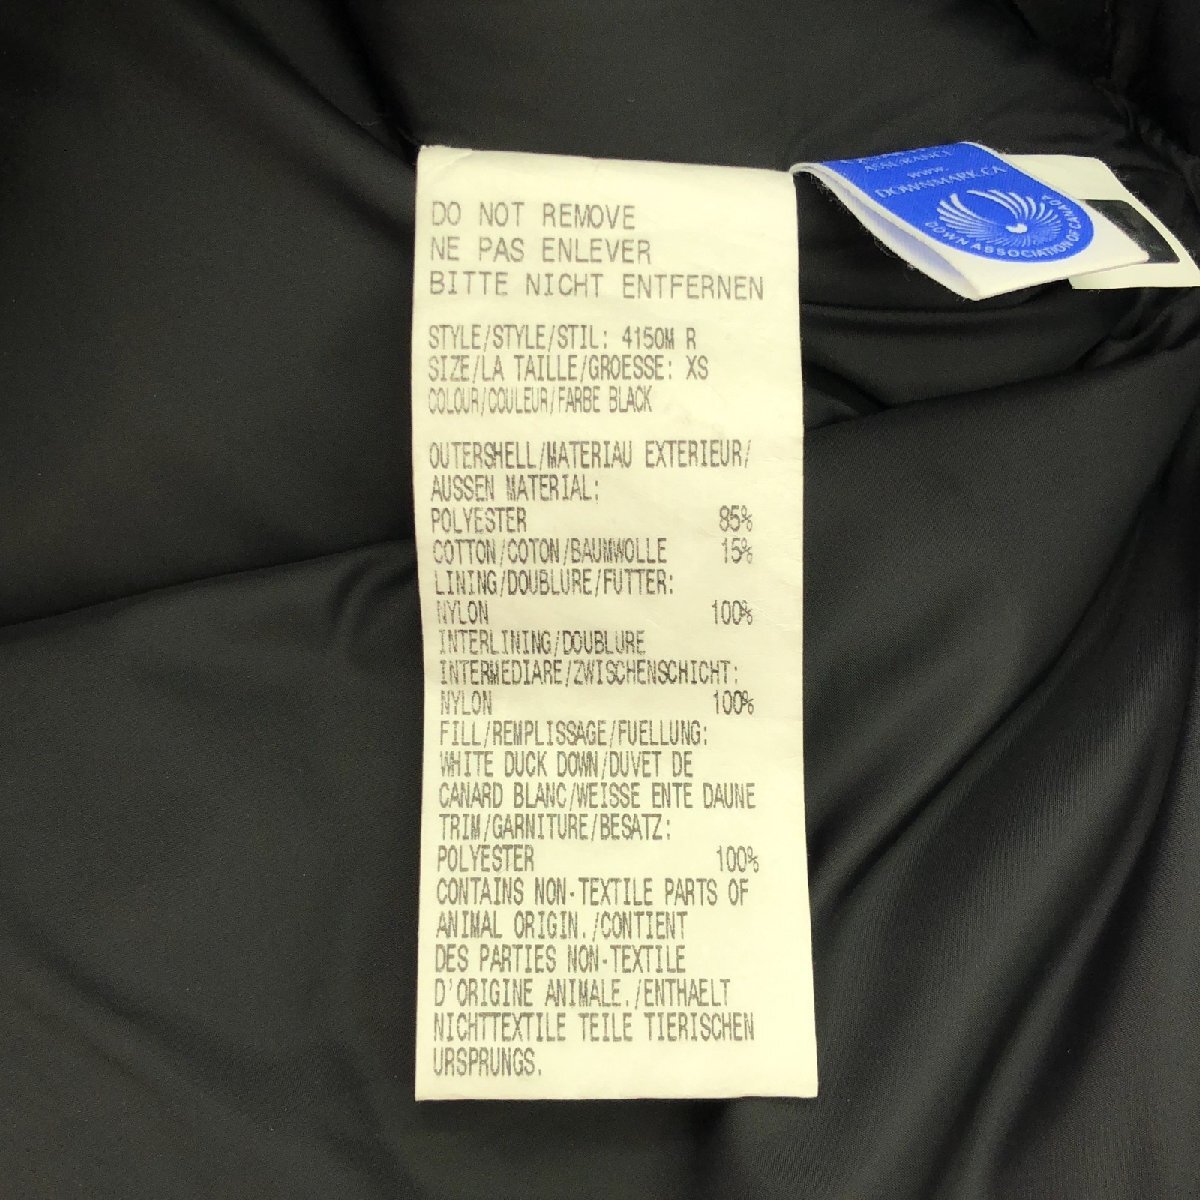 DO NOT REMOVE
NE PAS ENLEVER
BITTE NICHT ENTFERNEN
STYLE/STYLE/STIL: 4150M R
SIZE/LA TAILLE/GROESSE: XS
COLOUR/COULEUR/FARBE BLACK
OUTERSHELL/MATERIAU EXTERIEUR/
AUSSEN MATERIAL:
POLYESTER 85%
COTTON/COTON/BAUMWOLLE 15%
LINING/DOUBLURE/FUTTER:
NYLON 100%
INTERLINING/DOUBLURE
INTERMEDIARE/ZWISCHENSCHICHT:
NYLON 100%
FILL/REMPLISSAGE/FUELLUNG:
WHITE DUCK DOWN/DUVET DE
CANARD BLANC/WEISSE ENTE DAUNE
TRIM/GARNITURE/BESATZ:
POLYESTER 100%
CONTAINS NON-TEXTILE PARTS OF
ANIMAL ORIGIN./CONTIENT
DES PARTIES NON-TEXTILE
D'ORIGINE ANIMALE./ENTHAELT
NICHTTEXTILE TEILE TIERISCHEN
URSPRUNGS.
ASSURANCE
WWW.
DOWNMARK.CA
DOWN ASSOCIATION OF CANADA